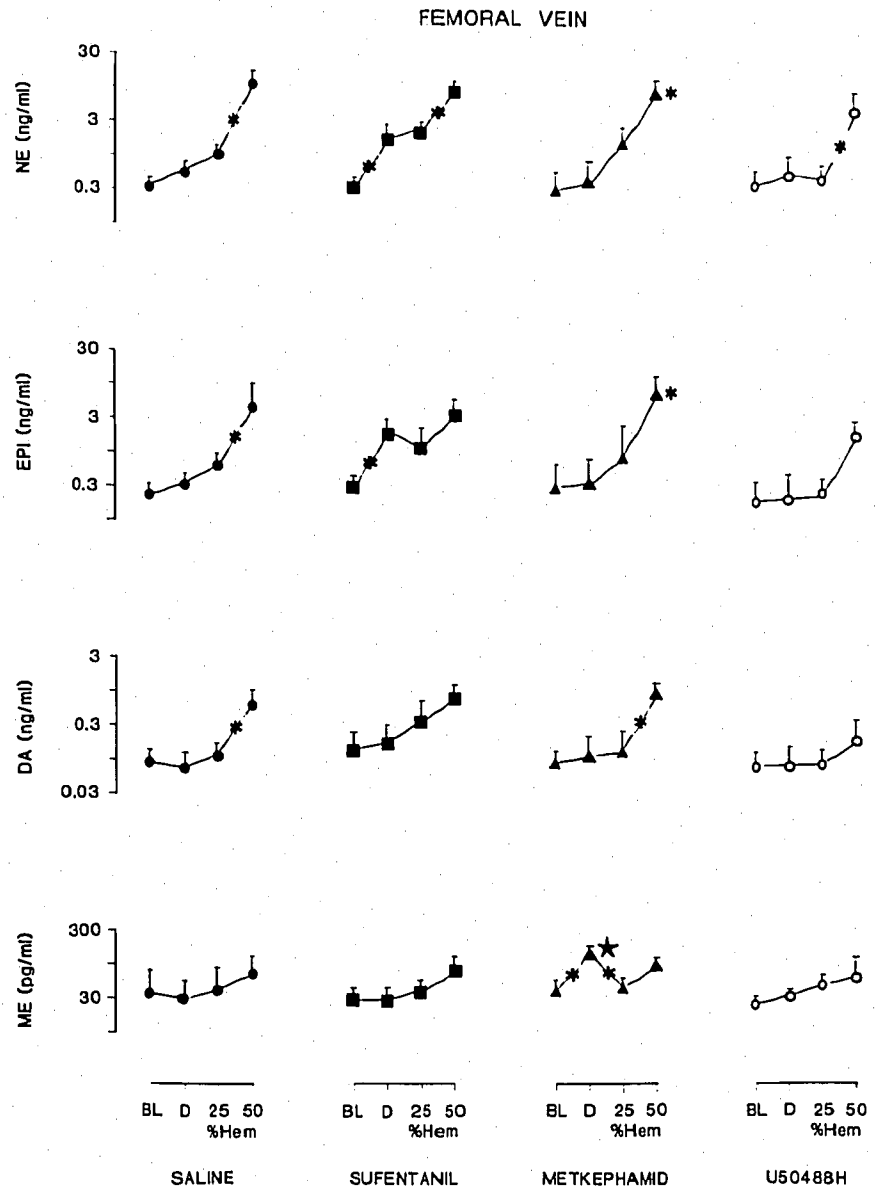 FEMORAL VEIN
NE (ng/ml)
30
3
0.3
EPI (ng/ml)
30
3
0.3
DA (ng/ml)
3
0.3
0.03
ME (pg/ml)
300
30
BL D 25 50
%Hem
BL D 25 50
%Hem
BL D 25 50
%Hem
BL D 25 50
%Hem
SALINE
SUFENTANIL
METKEPHAMID
U50488H